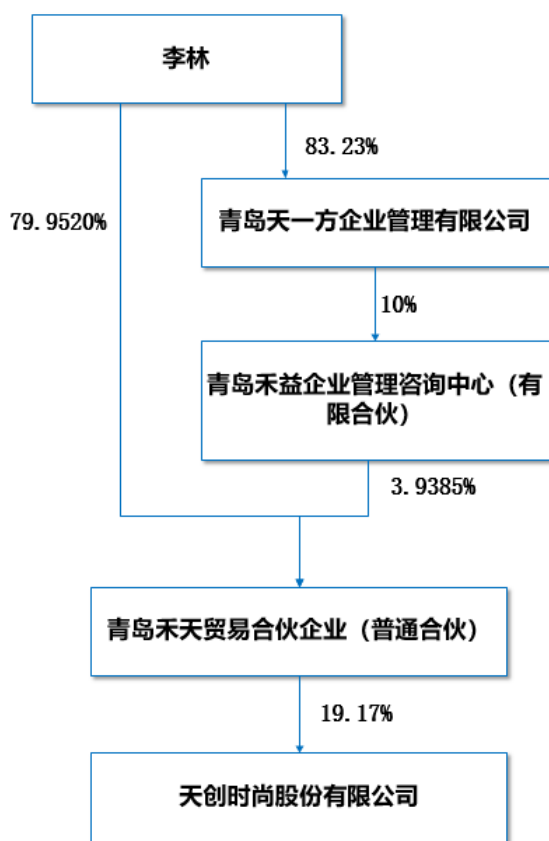 李林
83.23%
79.9520%
青岛天一方企业管理有限公司
10%
青岛禾益企业管理咨询中心（有
限合伙）
3.9385%
青岛禾天贸易合伙企业（普通合伙）
19.17%
天创时尚股份有限公司